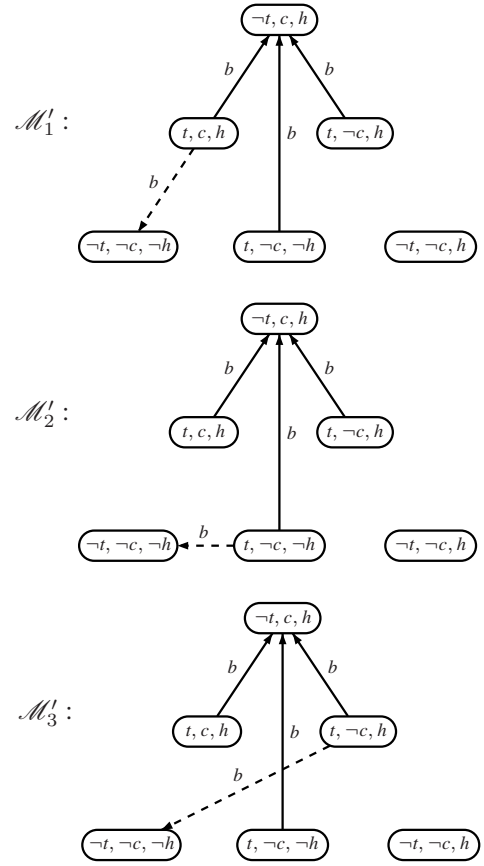 ¬t, c, h
b b
ℳ′₁ : t, c, h b t, ¬c, h
b
¬t, ¬c, ¬h t, ¬c, ¬h ¬t, ¬c, h
¬t, c, h
b b
ℳ′₂ : t, c, h b t, ¬c, h
¬t, ¬c, ¬h b t, ¬c, ¬h ¬t, ¬c, h
¬t, c, h
b b
ℳ′₃ : t, c, h b t, ¬c, h
b
¬t, ¬c, ¬h t, ¬c, ¬h ¬t, ¬c, h